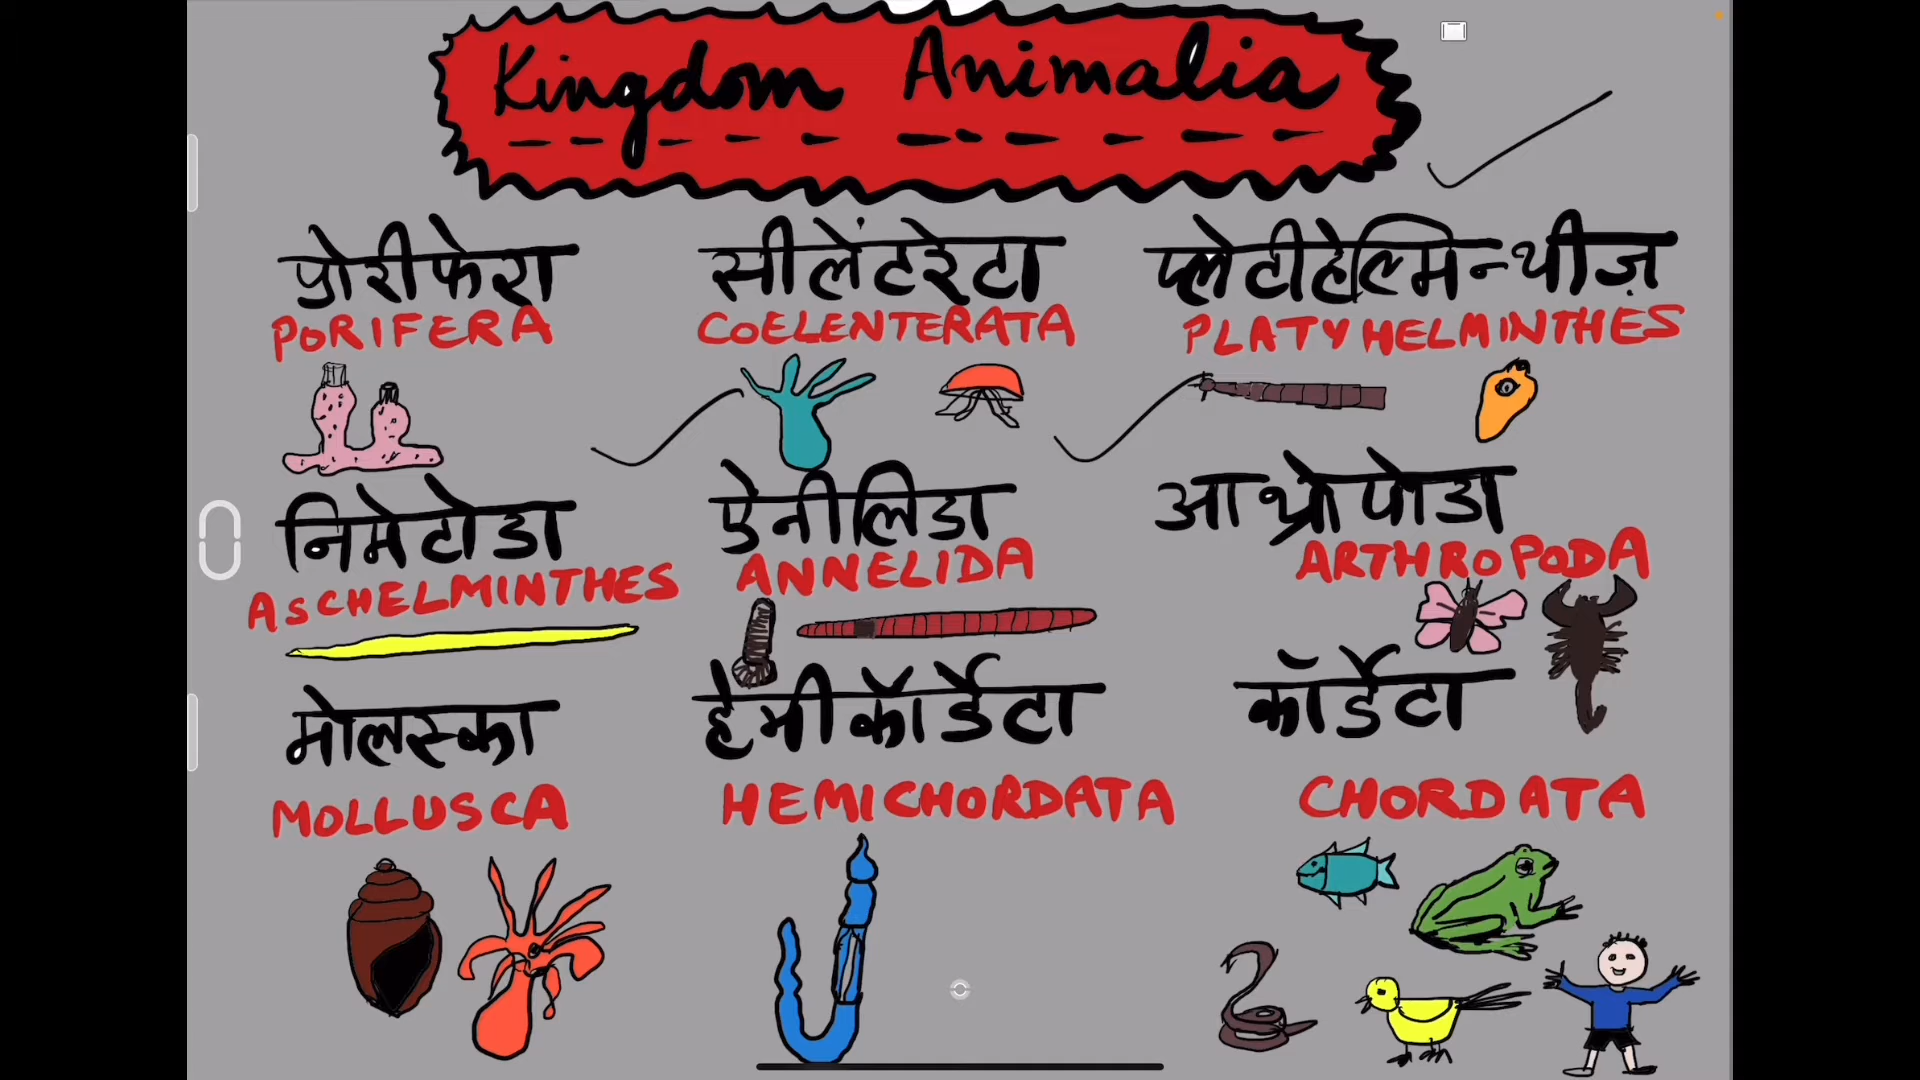 Kingdom Animalia
पोरीफेरा
PORIFERA
सीलेंटरेटा
COELENTERATA
प्लेटीहेल्मिन्थीज़
PLATYHELMINTHES
निमेटोडा
ASCHELMINTHES
ऐनीलिडा
ANNELIDA
आर्थ्रोपोडा
ARTHROPODA
मोलस्का
MOLLUSCA
हेमीकॉर्डेटा
HEMICHORDATA
कॉर्डेटा
CHORDATA